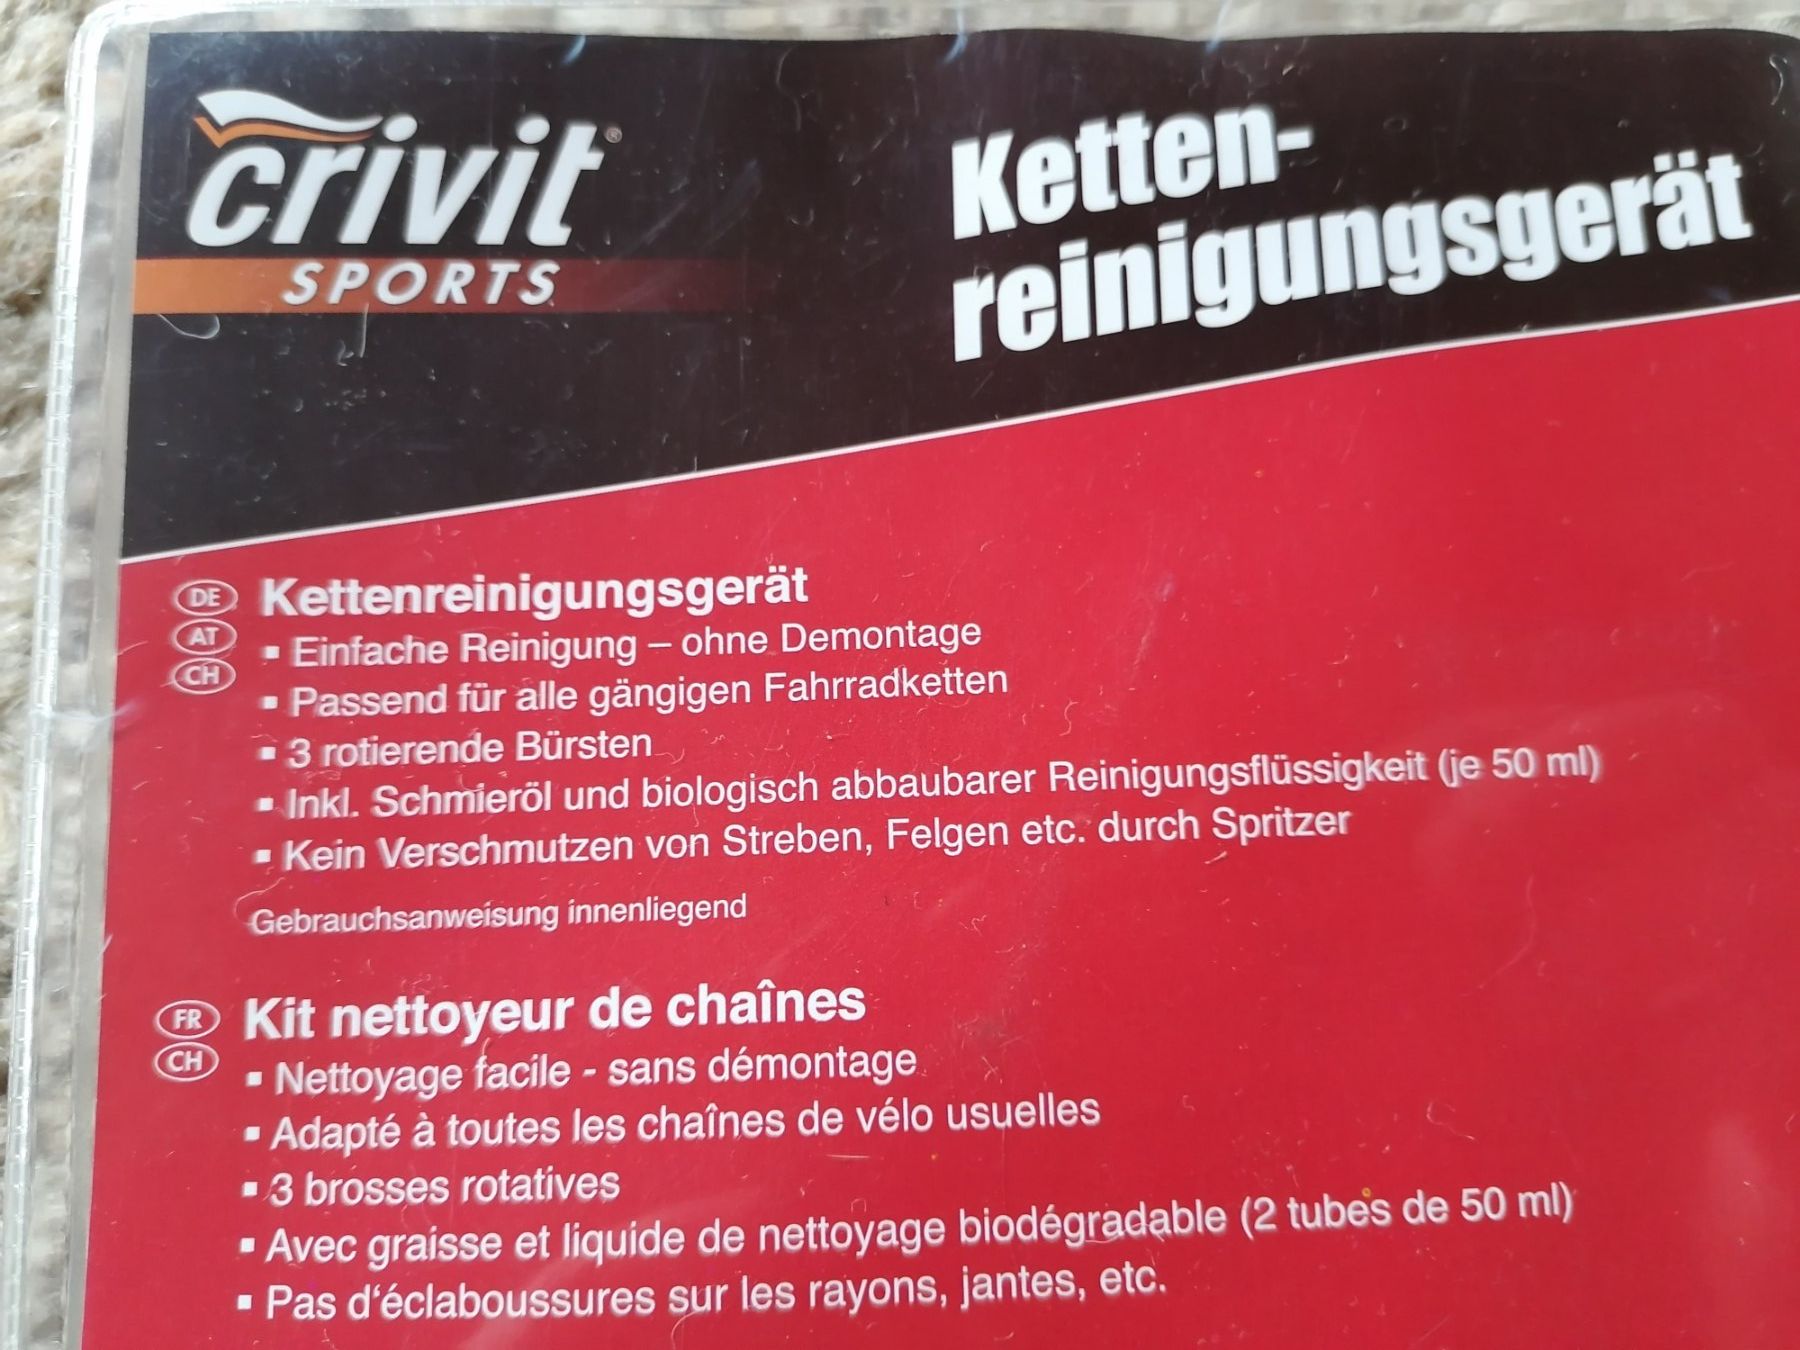 crivit®
SPORTS
Ketten-
reinigungsgerät
DE
AT
CH
Kettenreinigungsgerät
▪ Einfache Reinigung – ohne Demontage
▪ Passend für alle gängigen Fahrradketten
▪ 3 rotierende Bürsten
▪ Inkl. Schmieröl und biologisch abbaubarer Reinigungsflüssigkeit (je 50 ml)
▪ Kein Verschmutzen von Streben, Felgen etc. durch Spritzer
Gebrauchsanweisung innenliegend
FR
CH
Kit nettoyeur de chaînes
▪ Nettoyage facile - sans démontage
▪ Adapté à toutes les chaînes de vélo usuelles
▪ 3 brosses rotatives
▪ Avec graisse et liquide de nettoyage biodégradable (2 tubes de 50 ml)
▪ Pas d‘éclaboussures sur les rayons, jantes, etc.